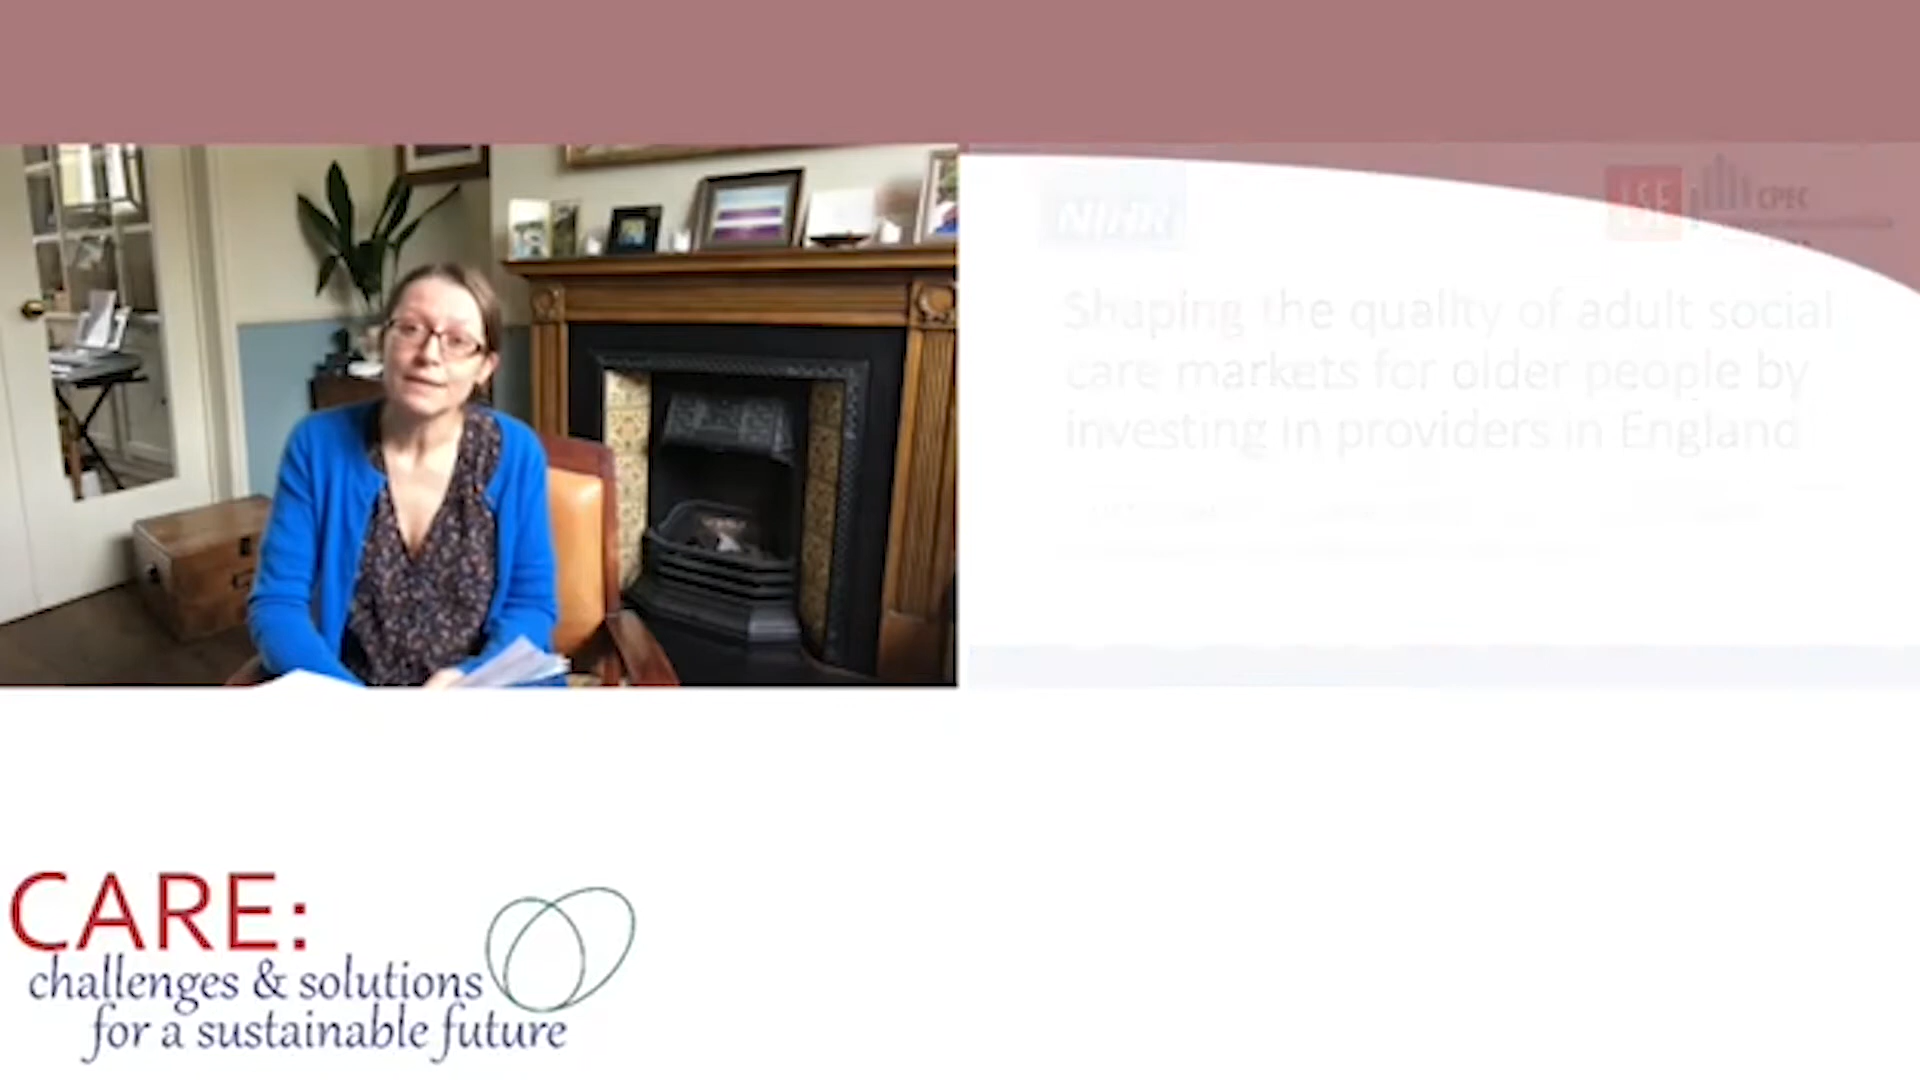 NIHR
LSE
CPEC
Shaping the quality of adult social
care markets for older people by
investing in providers in England
CARE:
challenges & solutions
for a sustainable future